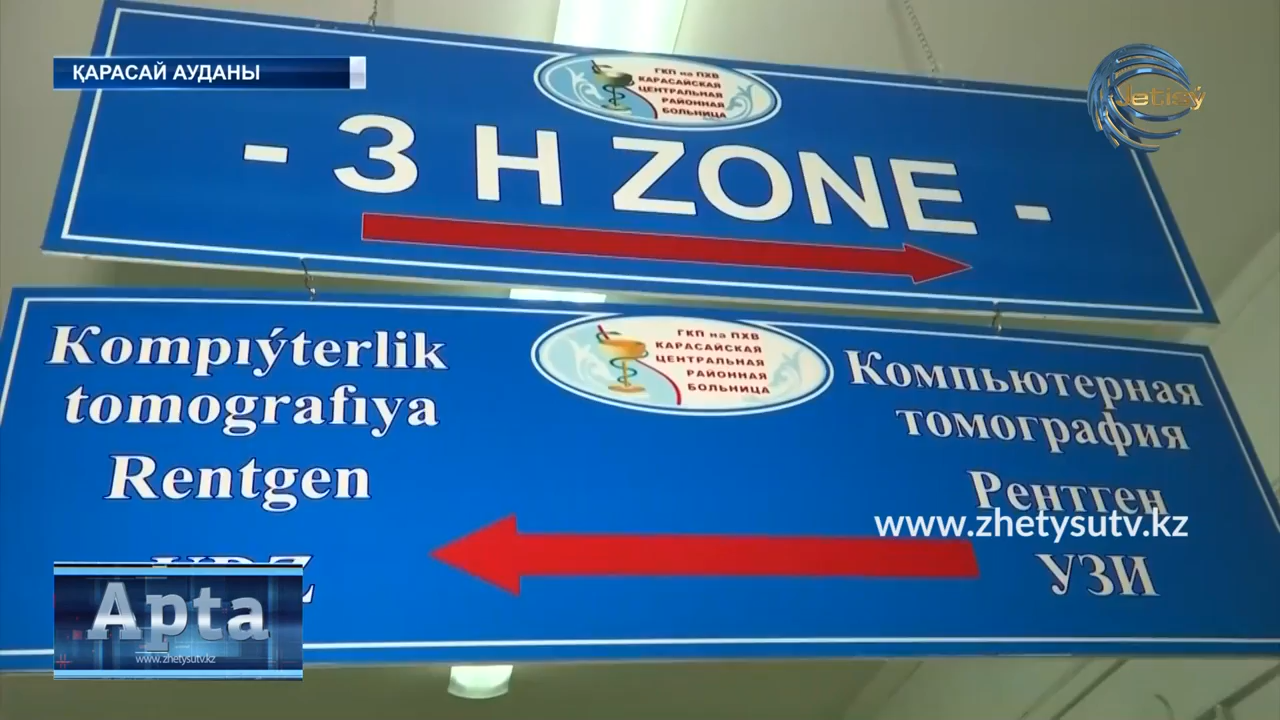 ҚАРАСАЙ АУДАНЫ
Jetisý
ГКП на ПХВ
КАРАСАЙСКАЯ
ЦЕНТРАЛЬНАЯ
РАЙОННАЯ
БОЛЬНИЦА
- 3 H ZONE -
Kompıýterlik
tomografıya
Rentgen
ГКП на ПХВ
КАРАСАЙСКАЯ
ЦЕНТРАЛЬНАЯ
РАЙОННАЯ
БОЛЬНИЦА
Компьютерная
томография
Рентген
УЗИ
www.zhetysutv.kz
Apta
www.zhetysutv.kz